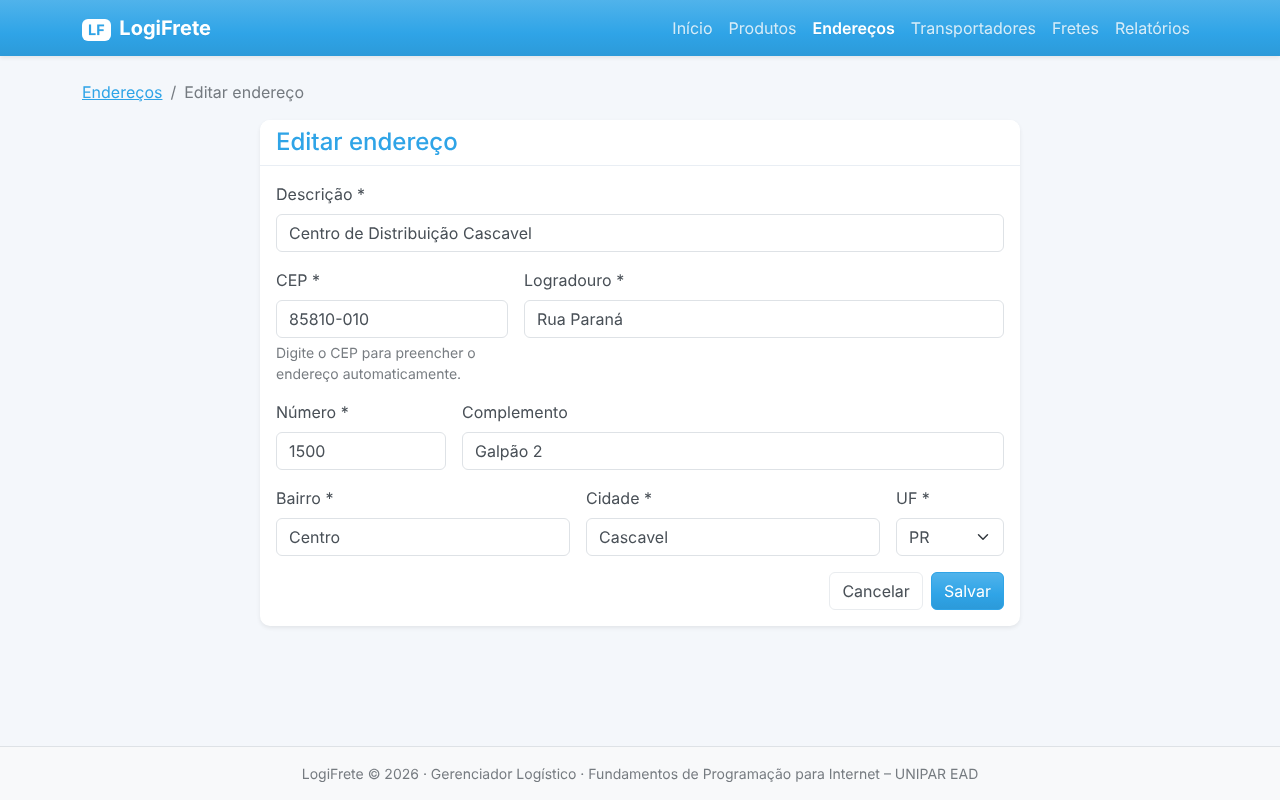 LF LogiFrete
Início Produtos Endereços Transportadores Fretes Relatórios
Endereços / Editar endereço
Editar endereço
Descrição *
Centro de Distribuição Cascavel
CEP * Logradouro *
85810-010 Rua Paraná
Digite o CEP para preencher o
endereço automaticamente.
Número * Complemento
1500 Galpão 2
Bairro * Cidade * UF *
Centro Cascavel PR
Cancelar Salvar
LogiFrete © 2026 · Gerenciador Logístico · Fundamentos de Programação para Internet – UNIPAR EAD